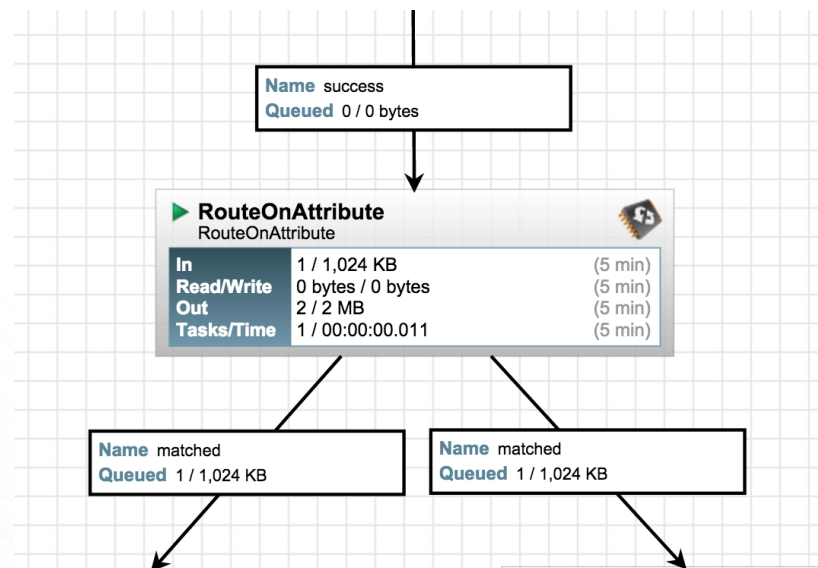 Name success
Queued 0 / 0 bytes
RouteOnAttribute
RouteOnAttribute
In 1 / 1,024 KB (5 min)
Read/Write 0 bytes / 0 bytes (5 min)
Out 2 / 2 MB (5 min)
Tasks/Time 1 / 00:00:00.011 (5 min)
Name matched
Queued 1 / 1,024 KB
Name matched
Queued 1 / 1,024 KB